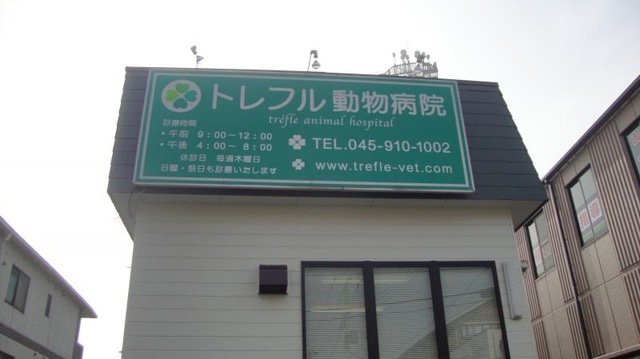 トレフル動物病院
tréfle animal hospital
診療時間
・午前 9:00～12:00
・午後 4:00～ 8:00
休診日 毎週木曜日
日曜・祭日も診療いたします
TEL.045-910-1002
www.trefle-vet.com